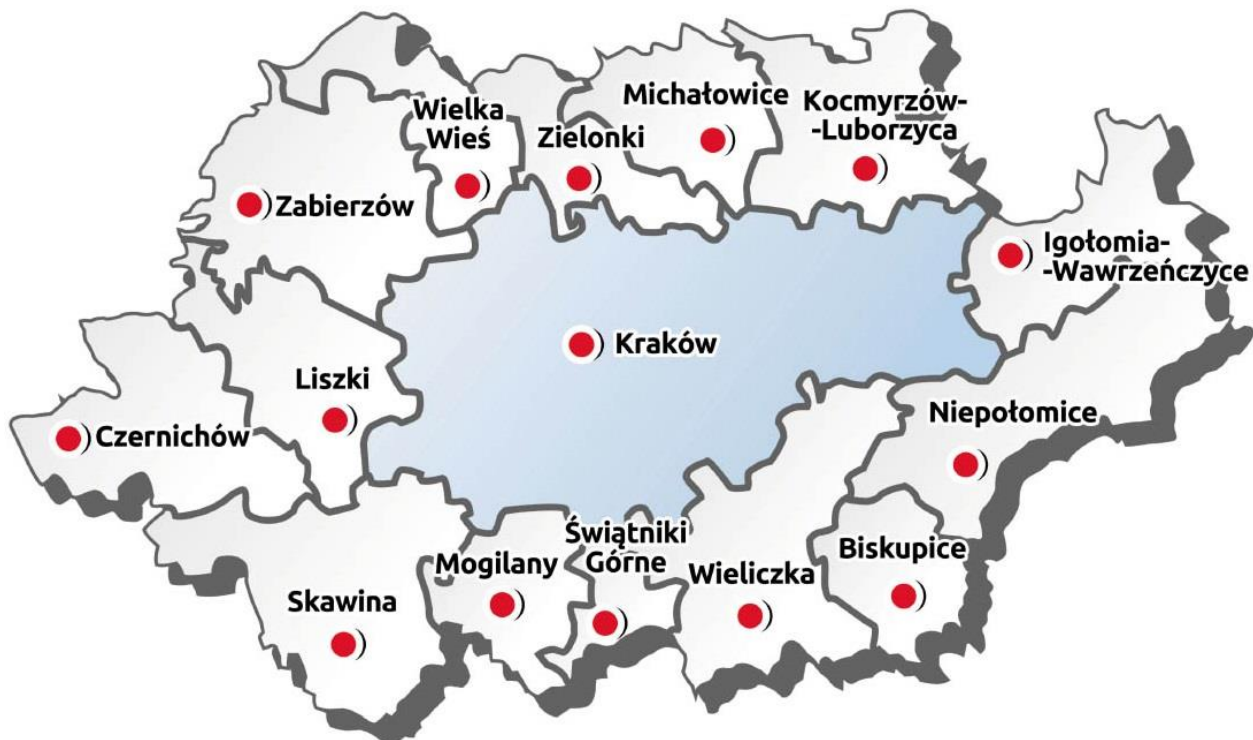 Michałowice
Kocmyrzów-
-Luborzyca
Wielka
Wieś
Zielonki
Zabierzów
Igołomia-
-Wawrzeńczyce
Kraków
Liszki
Czernichów
Niepołomice
Świątniki
Górne
Mogilany
Wieliczka
Biskupice
Skawina